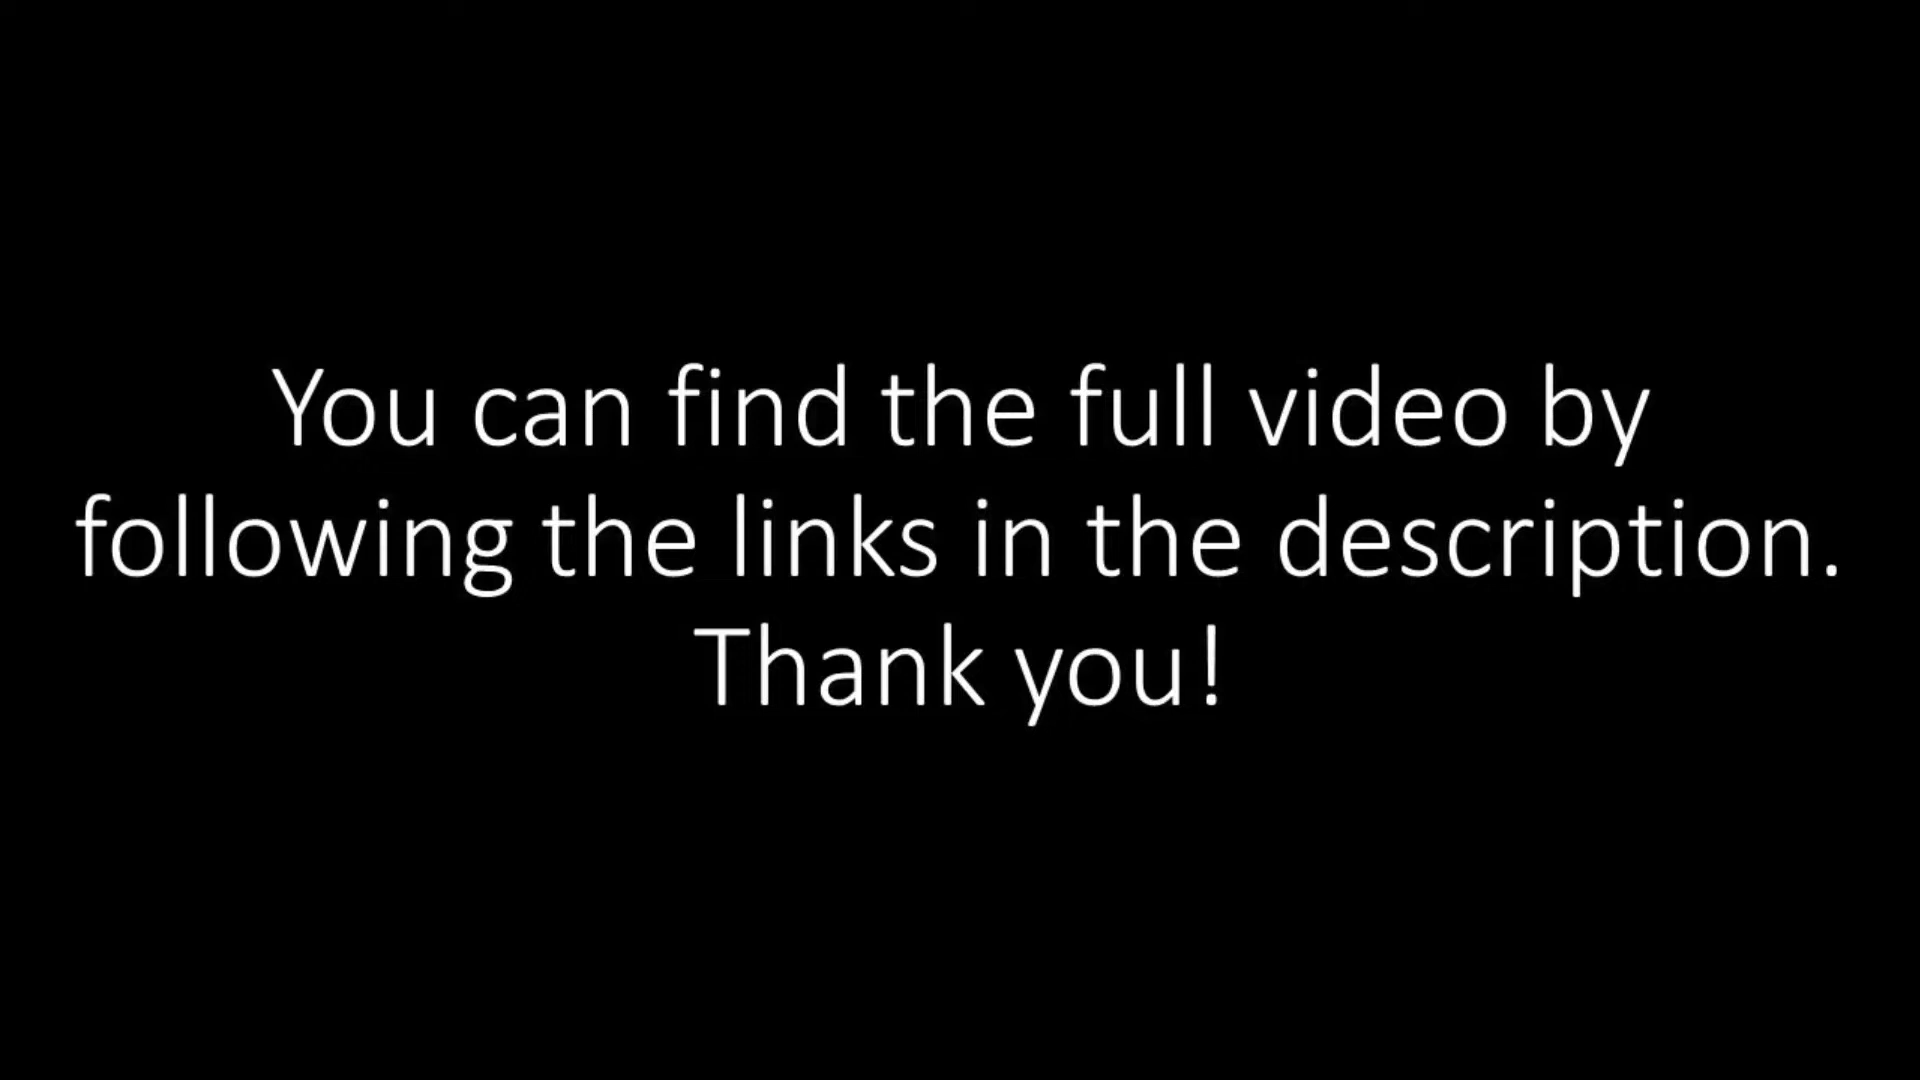 You can find the full video by
following the links in the description.
Thank you!